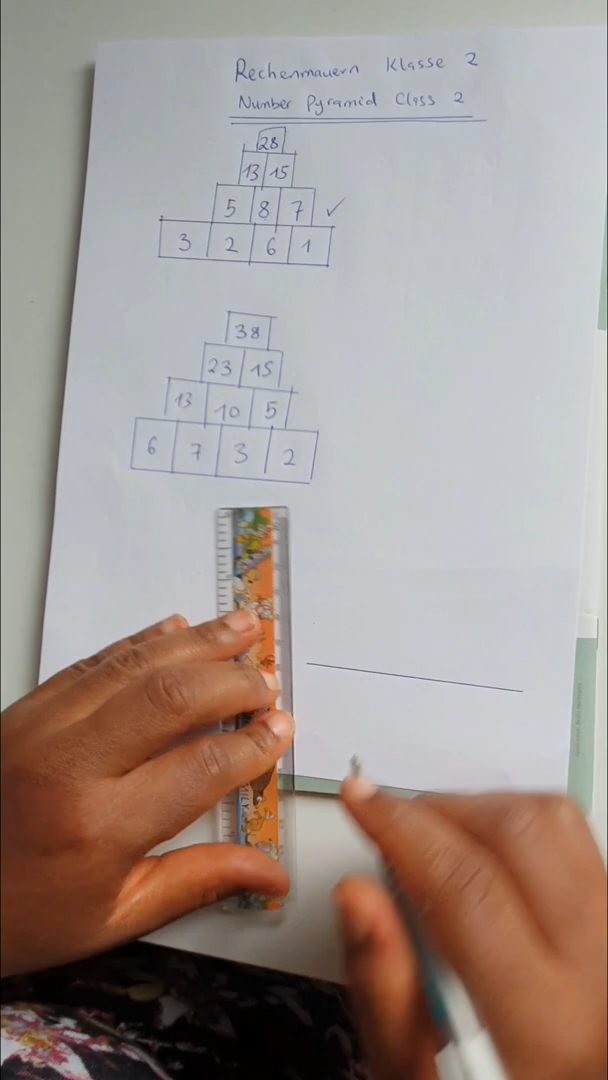 Rechenmauern Klasse 2
Number Pyramid Class 2
28
13 15
5 8 7 ✓
3 2 6 1
38
23 15
13 10 5
6 7 3 2